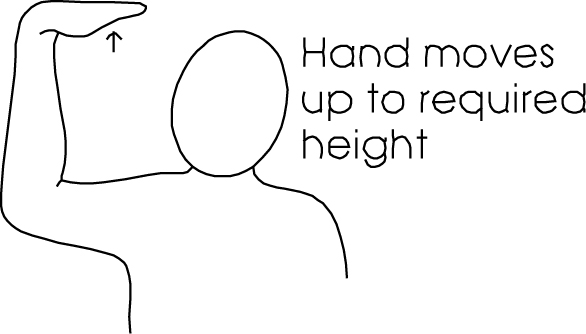 Hand moves
up to required
height